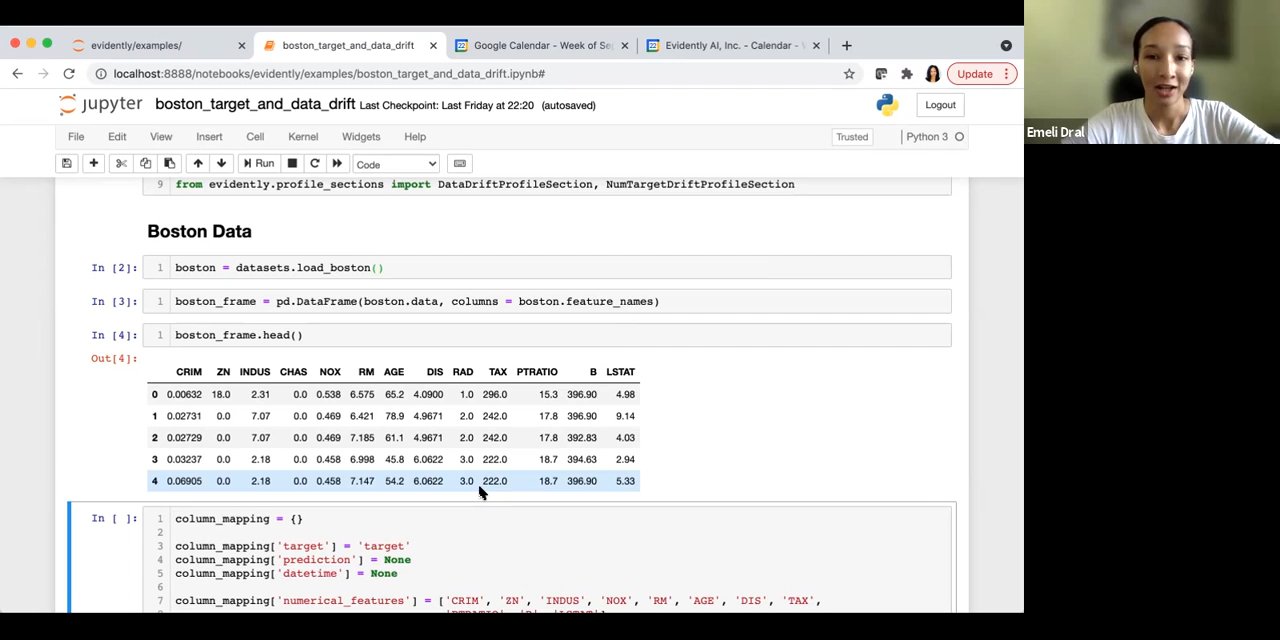 evidently/examples/
boston_target_and_data_drift
Google Calendar - Week of Se
Evidently AI, Inc. - Calendar -
localhost:8888/notebooks/evidently/examples/boston_target_and_data_drift.ipynb#
Update
Emeli Dral
jupyter boston_target_and_data_drift Last Checkpoint: Last Friday at 22:20 (autosaved)
Logout
File Edit View Insert Cell Kernel Widgets Help
Trusted Python 3
Run Code
9 from evidently.profile_sections import DataDriftProfileSection, NumTargetDriftProfileSection
Boston Data
In [2]: 1 boston = datasets.load_boston()
In [3]: 1 boston_frame = pd.DataFrame(boston.data, columns = boston.feature_names)
In [4]: 1 boston_frame.head()
Out[4]:
CRIM ZN INDUS CHAS NOX RM AGE DIS RAD TAX PTRATIO B LSTAT
0 0.00632 18.0 2.31 0.0 0.538 6.575 65.2 4.0900 1.0 296.0 15.3 396.90 4.98
1 0.02731 0.0 7.07 0.0 0.469 6.421 78.9 4.9671 2.0 242.0 17.8 396.90 9.14
2 0.02729 0.0 7.07 0.0 0.469 7.185 61.1 4.9671 2.0 242.0 17.8 392.83 4.03
3 0.03237 0.0 2.18 0.0 0.458 6.998 45.8 6.0622 3.0 222.0 18.7 394.63 2.94
4 0.06905 0.0 2.18 0.0 0.458 7.147 54.2 6.0622 3.0 222.0 18.7 396.90 5.33
In [ ]: 1 column_mapping = {}
2
3 column_mapping['target'] = 'target'
4 column_mapping['prediction'] = None
5 column_mapping['datetime'] = None
6
7 column_mapping['numerical_features'] = ['CRIM', 'ZN', 'INDUS', 'NOX', 'RM', 'AGE', 'DIS', 'TAX',